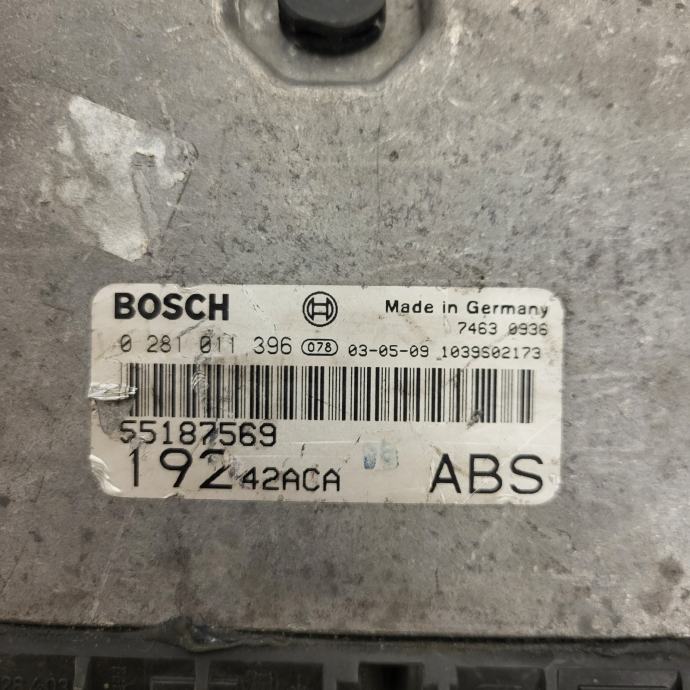 BOSCH Made in Germany
7463 0936
0 281 011 396 078 03-05-09 1039S02173
55187569
192 42ACA ABS